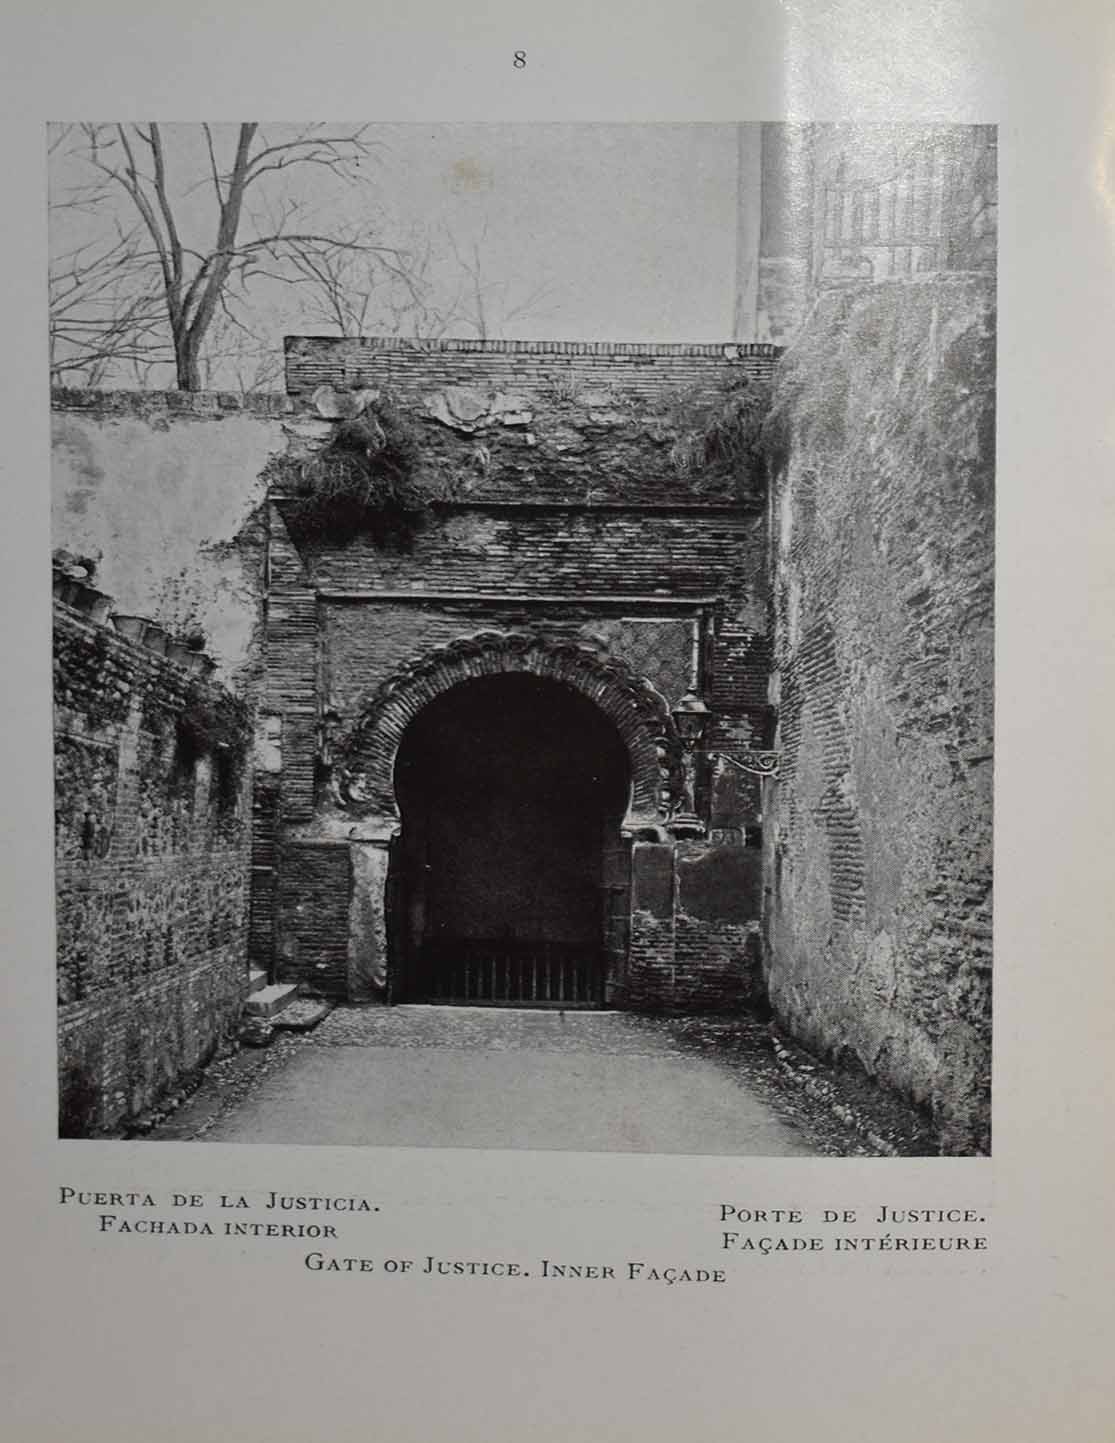 8
PUERTA DE LA JUSTICIA.
FACHADA INTERIOR
PORTE DE JUSTICE.
FAÇADE INTÉRIEURE
GATE OF JUSTICE. INNER FAÇADE